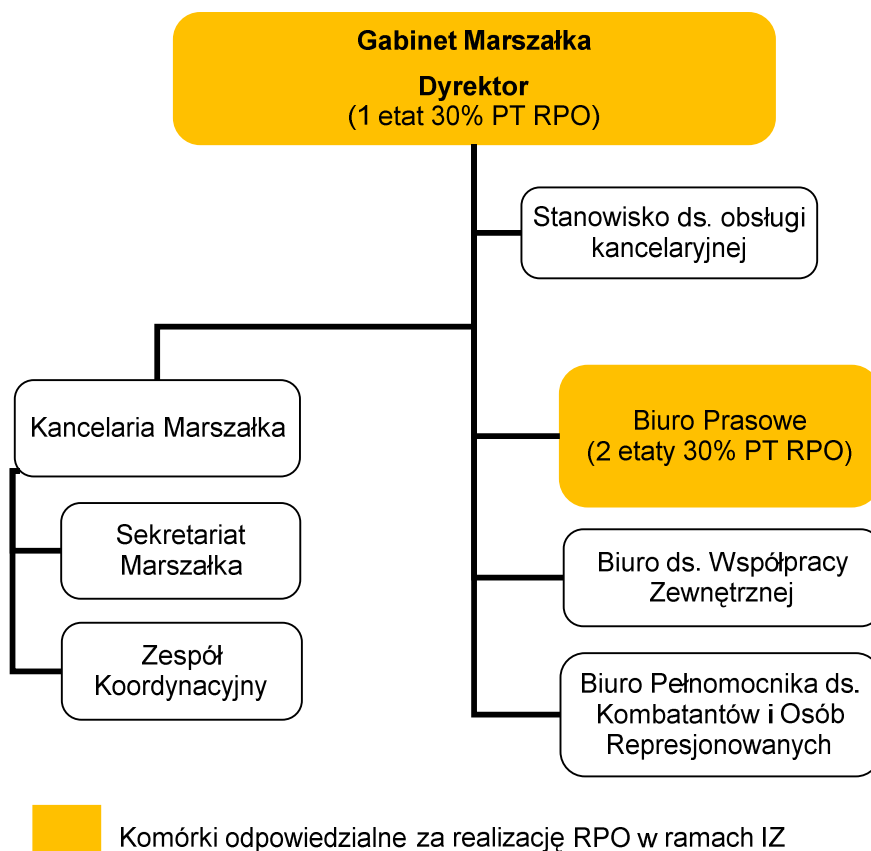 Gabinet Marszałka
Dyrektor
(1 etat 30% PT RPO)
Stanowisko ds. obsługi
kancelaryjnej
Kancelaria Marszałka
Biuro Prasowe
(2 etaty 30% PT RPO)
Sekretariat
Marszałka
Biuro ds. Współpracy
Zewnętrznej
Zespół
Koordynacyjny
Biuro Pełnomocnika ds.
Kombatantów i Osób
Represjonowanych
Komórki odpowiedzialne za realizację RPO w ramach IZ